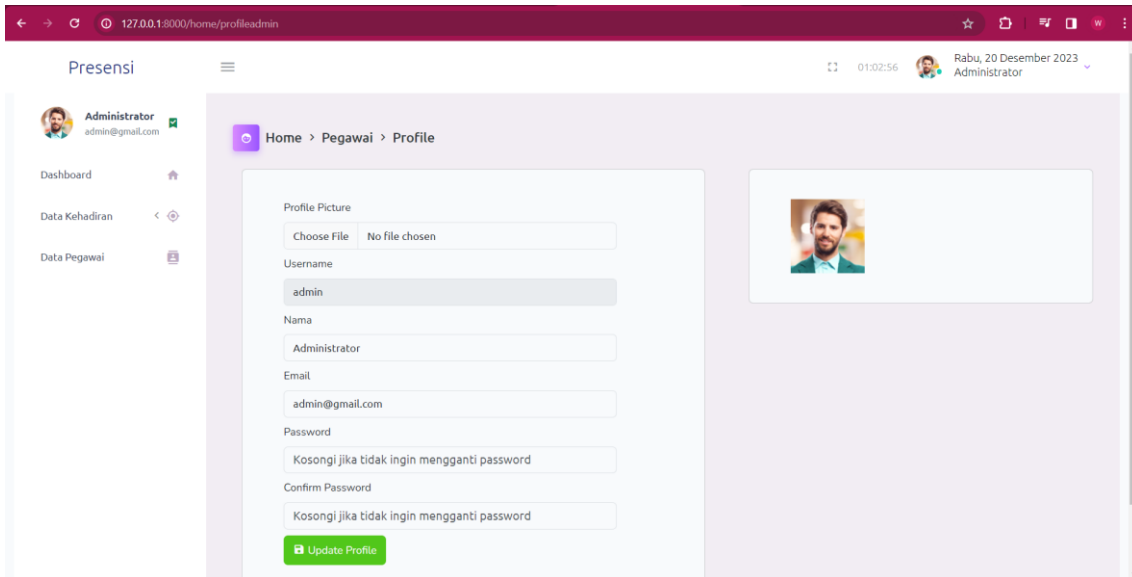 127.0.0.1:8000/home/profileadmin
W
Presensi
01:02:56
Rabu, 20 Desember 2023
Administrator
Administrator
admin@gmail.com
Home > Pegawai > Profile
Dashboard
Data Kehadiran
Data Pegawai
Profile Picture
Choose File No file chosen
Username
admin
Nama
Administrator
Email
admin@gmail.com
Password
Kosongi jika tidak ingin mengganti password
Confirm Password
Kosongi jika tidak ingin mengganti password
Update Profile